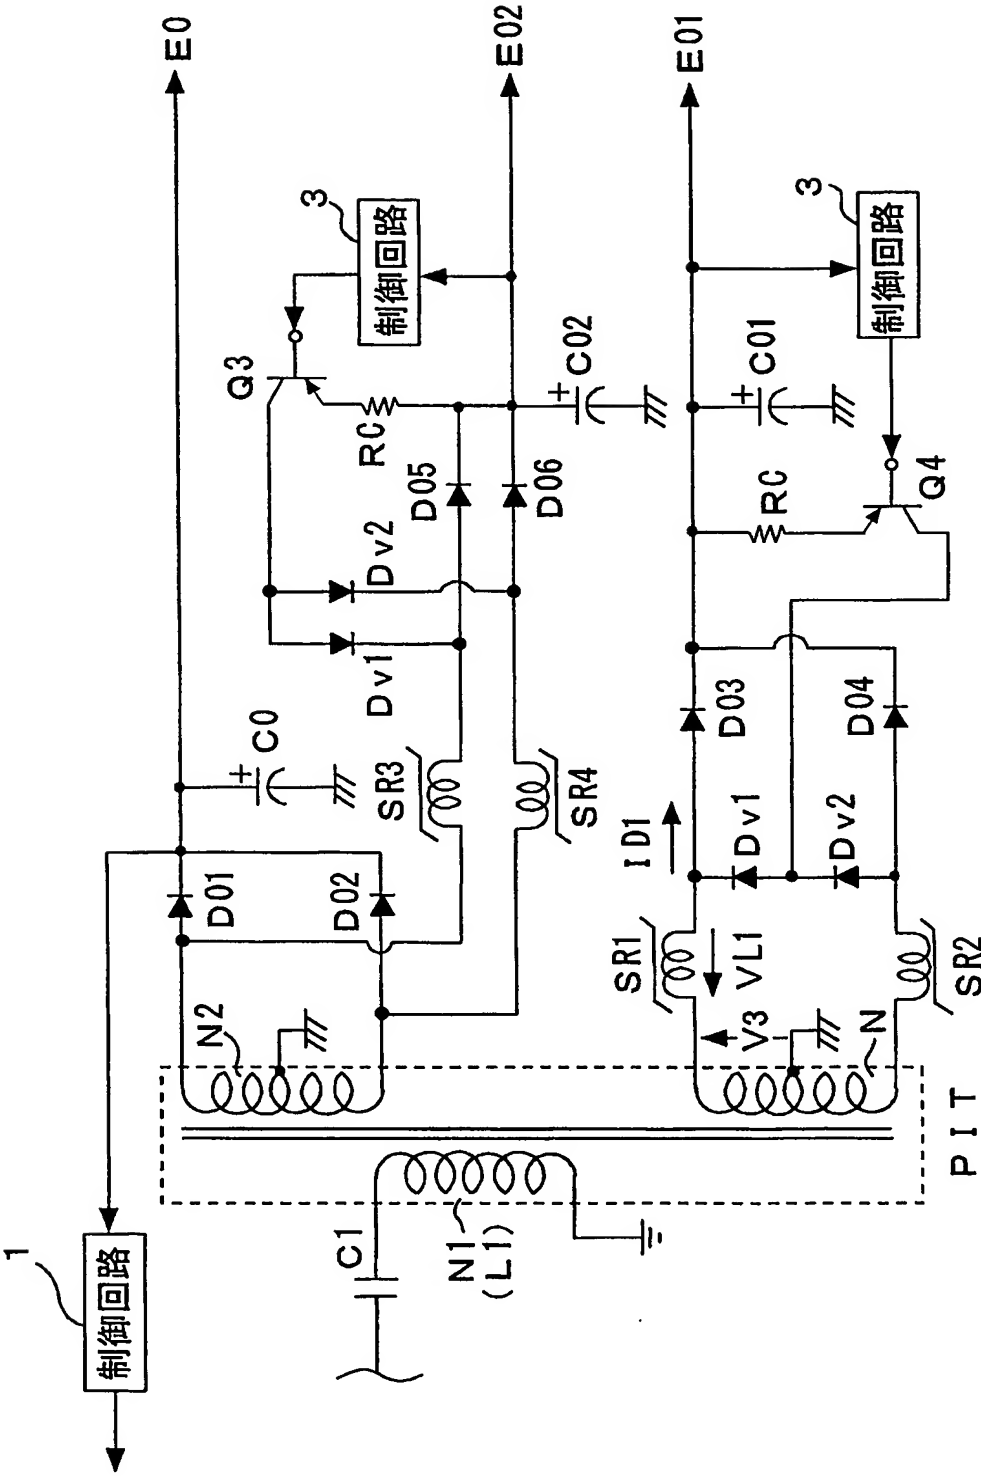 1
制御回路
C1
N1
(L1)
PIT
N2
D01
D02
C0
+
E0
SR3
SR4
Dv1
Dv2
D05
D06
RC
Q3
3
制御回路
C02
+
E02
V3
N
SR1
VL1
SR2
ID1
Dv1
Dv2
D03
D04
RC
Q4
C01
+
3
制御回路
E01